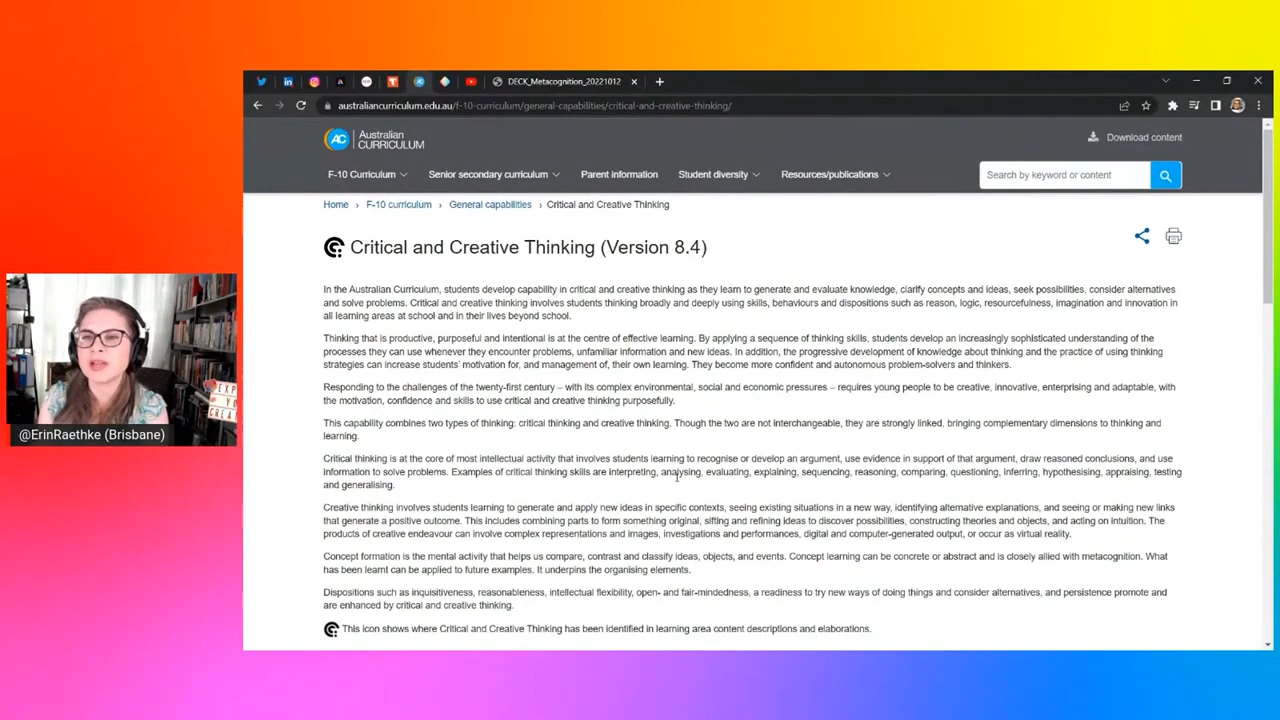 DECK_Metacognition_20221012
australiancurriculum.edu.au/f-10-curriculum/general-capabilities/critical-and-creative-thinking/
AC
Australian
CURRICULUM
Download content
F-10 Curriculum
Senior secondary curriculum
Parent information
Student diversity
Resources/publications
Search by keyword or content
Home › F-10 curriculum › General capabilities › Critical and Creative Thinking
Critical and Creative Thinking (Version 8.4)
In the Australian Curriculum, students develop capability in critical and creative thinking as they learn to generate and evaluate knowledge, clarify concepts and ideas, seek possibilities, consider alternatives
and solve problems. Critical and creative thinking involves students thinking broadly and deeply using skills, behaviours and dispositions such as reason, logic, resourcefulness, imagination and innovation in
all learning areas at school and in their lives beyond school.
Thinking that is productive, purposeful and intentional is at the centre of effective learning. By applying a sequence of thinking skills, students develop an increasingly sophisticated understanding of the
processes they can use whenever they encounter problems, unfamiliar information and new ideas. In addition, the progressive development of knowledge about thinking and the practice of using thinking
strategies can increase students' motivation for, and management of, their own learning. They become more confident and autonomous problem-solvers and thinkers.
Responding to the challenges of the twenty-first century – with its complex environmental, social and economic pressures – requires young people to be creative, innovative, enterprising and adaptable, with
the motivation, confidence and skills to use critical and creative thinking purposefully.
This capability combines two types of thinking: critical thinking and creative thinking. Though the two are not interchangeable, they are strongly linked, bringing complementary dimensions to thinking and
learning.
Critical thinking is at the core of most intellectual activity that involves students learning to recognise or develop an argument, use evidence in support of that argument, draw reasoned conclusions, and use
information to solve problems. Examples of critical thinking skills are interpreting, analysing, evaluating, explaining, sequencing, reasoning, comparing, questioning, inferring, hypothesising, appraising, testing
and generalising.
Creative thinking involves students learning to generate and apply new ideas in specific contexts, seeing existing situations in a new way, identifying alternative explanations, and seeing or making new links
that generate a positive outcome. This includes combining parts to form something original, sifting and refining ideas to discover possibilities, constructing theories and objects, and acting on intuition. The
products of creative endeavour can involve complex representations and images, investigations and performances, digital and computer-generated output, or occur as virtual reality.
Concept formation is the mental activity that helps us compare, contrast and classify ideas, objects, and events. Concept learning can be concrete or abstract and is closely allied with metacognition. What
has been learnt can be applied to future examples. It underpins the organising elements.
Dispositions such as inquisitiveness, reasonableness, intellectual flexibility, open- and fair-mindedness, a readiness to try new ways of doing things and consider alternatives, and persistence promote and
are enhanced by critical and creative thinking.
This icon shows where Critical and Creative Thinking has been identified in learning area content descriptions and elaborations.
@ErinRaethke (Brisbane)